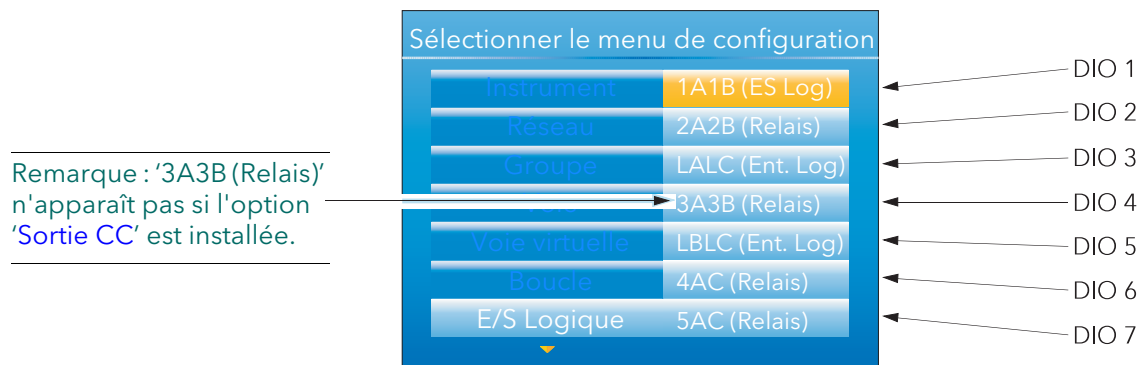 Sélectionner le menu de configuration
Instrument 1A1B (ES Log) DIO 1
Réseau 2A2B (Relais) DIO 2
Groupe LALC (Ent. Log) DIO 3
Remarque : ‘3A3B (Relais)’
n'apparaît pas si l'option
‘Sortie CC’ est installée.
Voie 3A3B (Relais) DIO 4
Voie virtuelle LBLC (Ent. Log) DIO 5
Boucle 4AC (Relais) DIO 6
E/S Logique 5AC (Relais) DIO 7